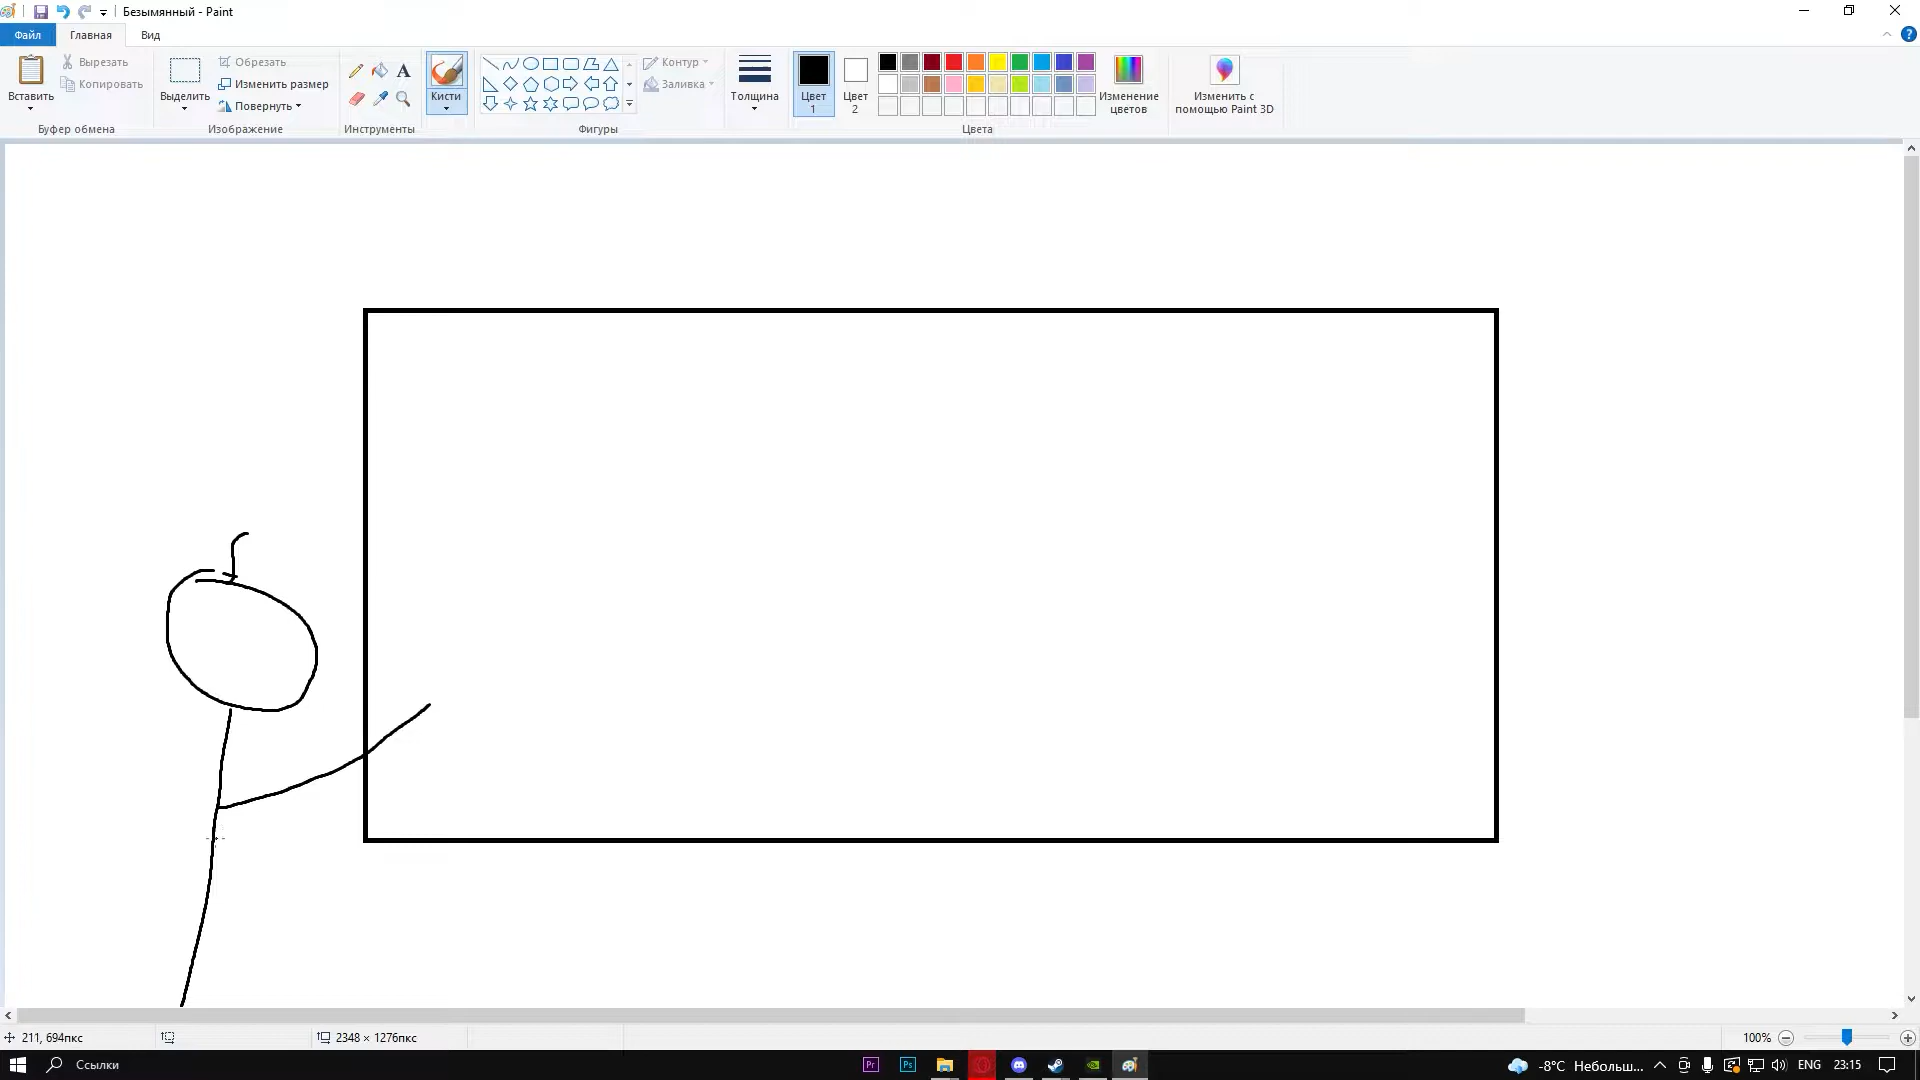 Безымянный - Paint
Файл Главная Вид
Вставить
Вырезать
Копировать
Буфер обмена
Выделить
Обрезать
Изменить размер
Повернуть
Изображение
A
Инструменты
Кисти
Контур
Заливка
Фигуры
Толщина
Цвет 1
Цвет 2
Изменение цветов
Цвета
Изменить с помощью Paint 3D
211, 694пкс
2348 × 1276пкс
100%
Ссылки
Pr
Ps
-8°C Небольш...
ENG
23:15